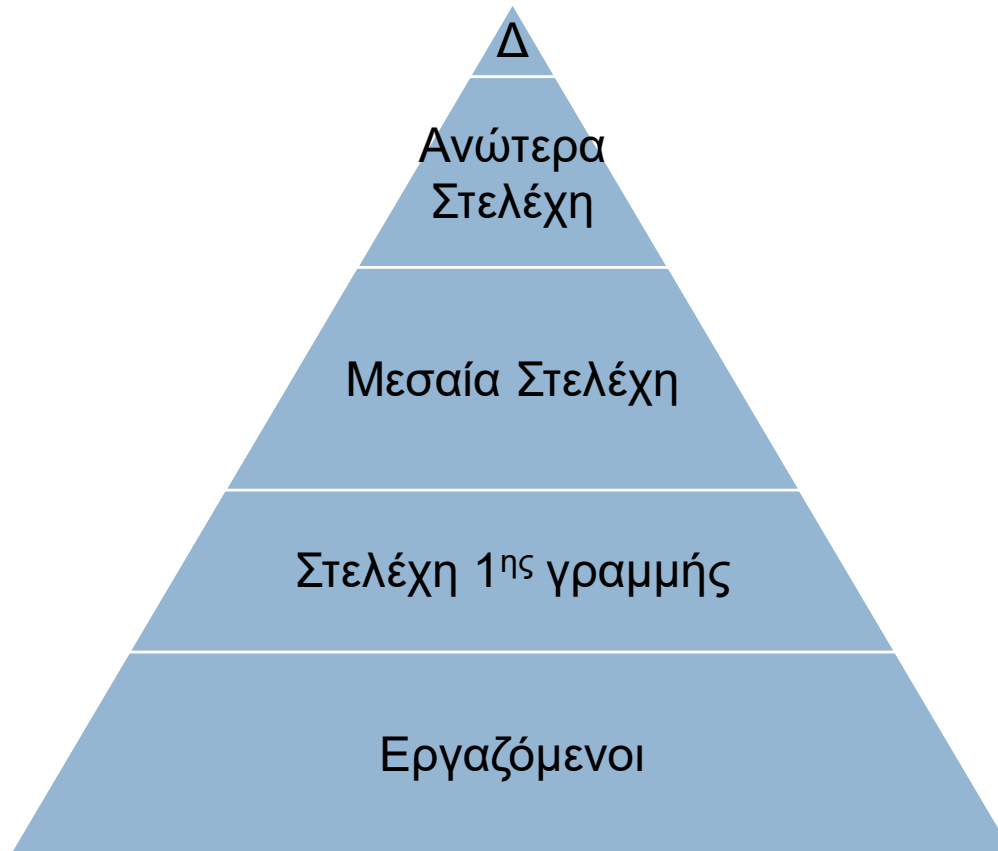 Δ
Ανώτερα
Στελέχη
Μεσαία Στελέχη
Στελέχη 1ης γραμμής
Εργαζόμενοι